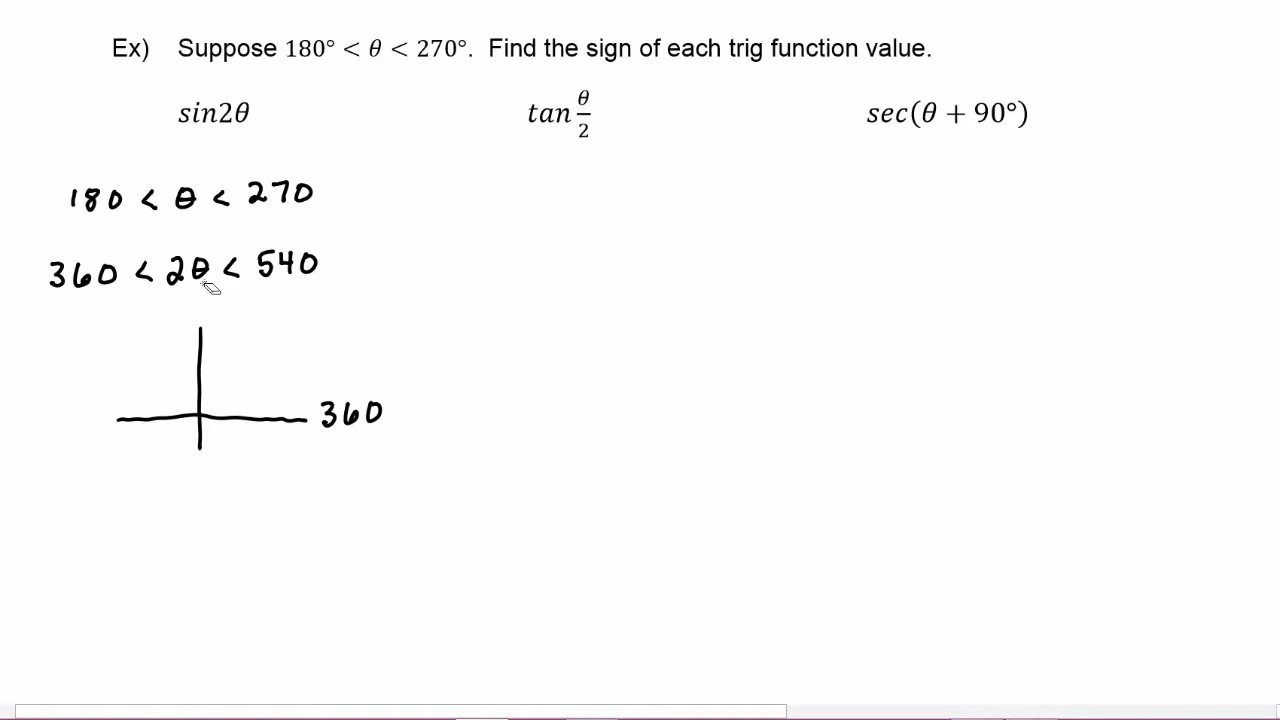 Ex) Suppose 180° < θ < 270°. Find the sign of each trig function value.
sin2θ tan θ/2 sec(θ + 90°)
180 < θ < 270
360 < 2θ < 540
360